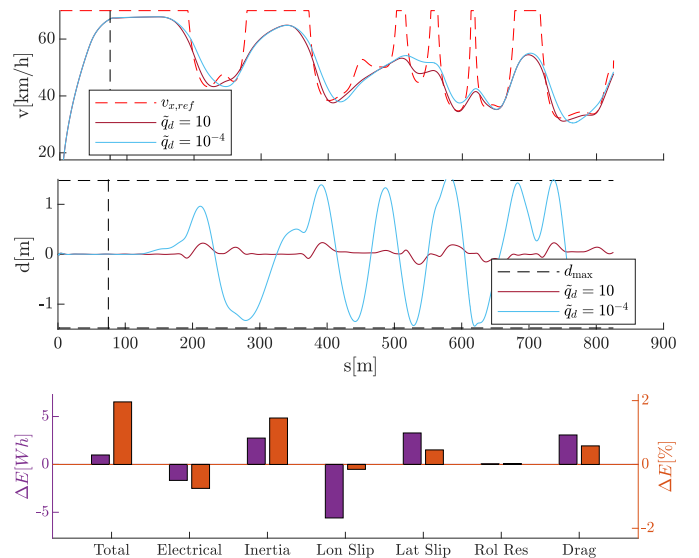 60
40
20
v[km/h]
v_{x,ref}
q̃_d = 10
q̃_d = 10^{-4}
1
0
-1
d[m]
d_{max}
q̃_d = 10
q̃_d = 10^{-4}
0 100 200 300 400 500 600 700 800 900
s[m]
5
0
-5
ΔE[Wh]
2
0
-2
ΔE[%]
Total Electrical Inertia Lon Slip Lat Slip Rol Res Drag